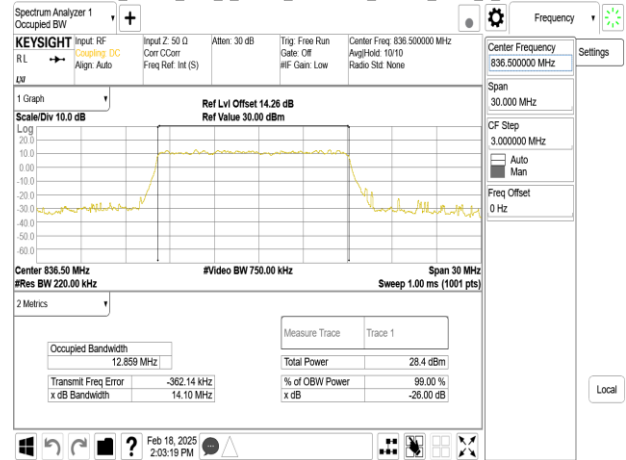 Spectrum Analyzer 1
Occupied BW
Frequency
KEYSIGHT
RL
Input: RF
Coupling: DC
Align: Auto
Input Z: 50 Ω
Corr CCorr
Freq Ref: Int (S)
Atten: 30 dB
Trig: Free Run
Gate: Off
#IF Gain: Low
Center Freq: 836.500000 MHz
Avg|Hold: 10/10
Radio Std: None
LXI
Center Frequency
836.500000 MHz
Settings
Span
30.000 MHz
CF Step
3.000000 MHz
Auto
Man
Freq Offset
0 Hz
Local
1 Graph
Scale/Div 10.0 dB
Ref Lvl Offset 14.26 dB
Ref Value 30.00 dBm
Log
20.0
10.0
0.00
-10.0
-20.0
-30.0
-40.0
-50.0
-60.0
Center 836.50 MHz
#Video BW 750.00 kHz
Span 30 MHz
#Res BW 220.00 kHz
Sweep 1.00 ms (1001 pts)
2 Metrics
Measure Trace Trace 1
Occupied Bandwidth
12.859 MHz
Total Power 28.4 dBm
Transmit Freq Error -362.14 kHz
% of OBW Power 99.00 %
x dB Bandwidth 14.10 MHz
x dB -26.00 dB
Feb 18, 2025
2:03:19 PM